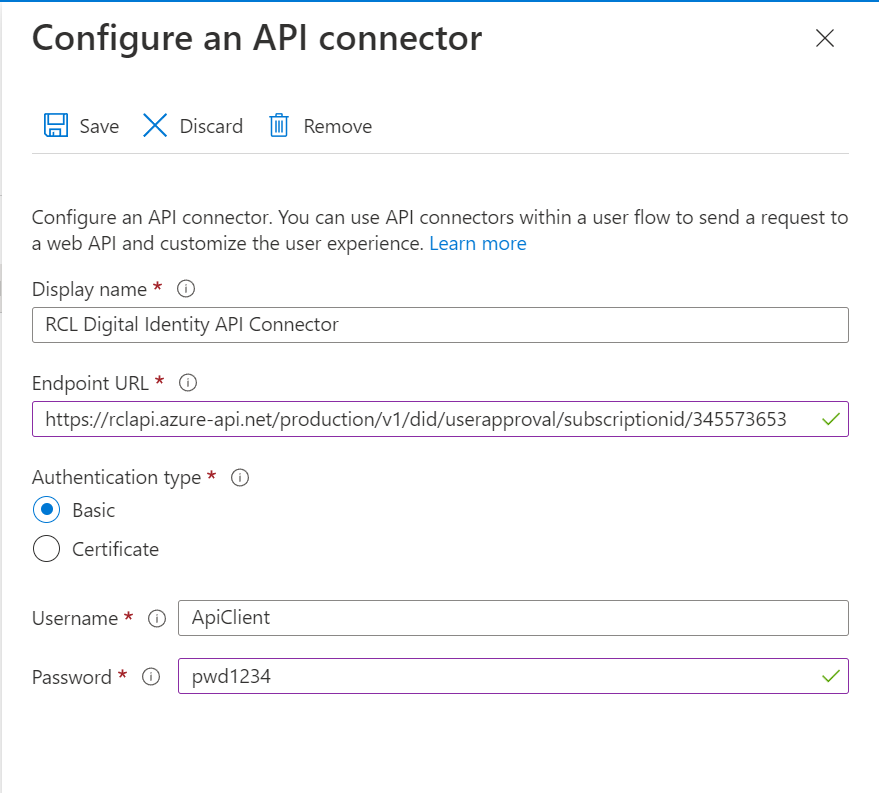 Configure an API connector
Save Discard Remove
Configure an API connector. You can use API connectors within a user flow to send a request to
a web API and customize the user experience. Learn more
Display name *
RCL Digital Identity API Connector
Endpoint URL *
https://rclapi.azure-api.net/production/v1/did/userapproval/subscriptionid/345573653
Authentication type *
Basic
Certificate
Username * ApiClient
Password * pwd1234